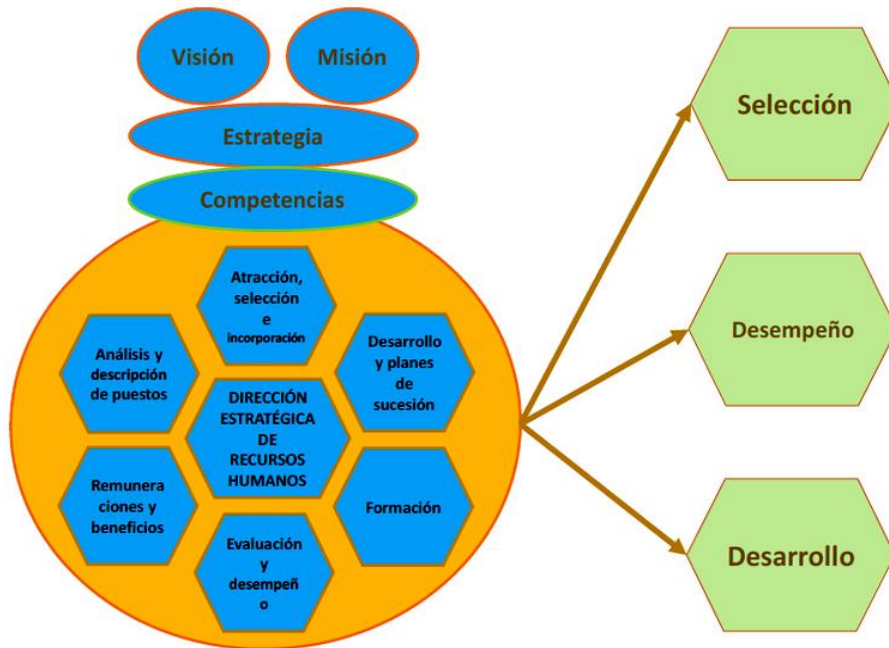 Visión
Misión
Estrategia
Competencias
Atracción,
selección
e
incorporación
Análisis y
descripción
de puestos
Desarrollo
y planes
de
sucesión
DIRECCIÓN
ESTRATÉGICA
DE
RECURSOS
HUMANOS
Remunera
ciones y
beneficios
Formación
Evaluación
y
desempeñ
o
Selección
Desempeño
Desarrollo